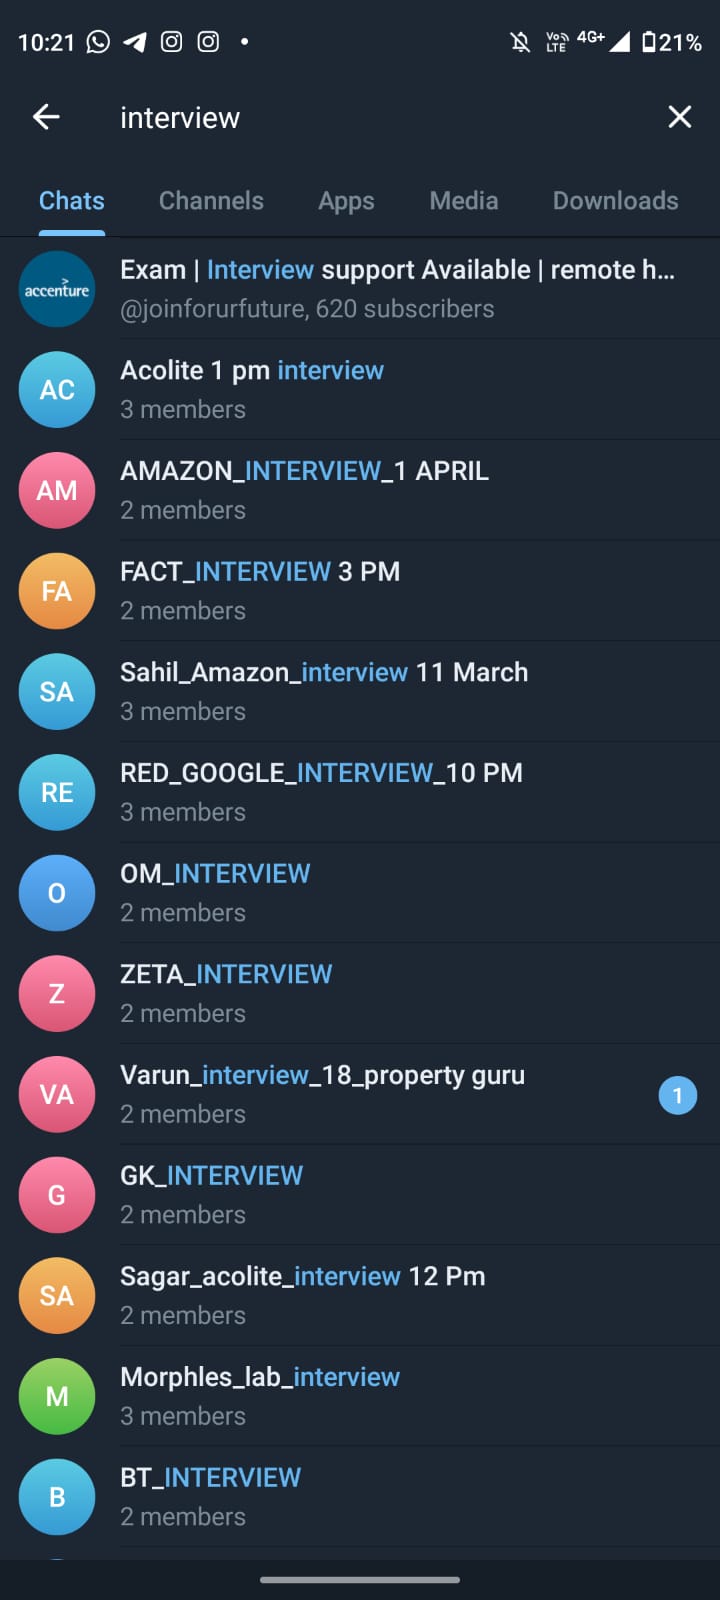 10:21
Vo LTE 4G+ 21%
interview
Chats Channels Apps Media Downloads
accenture
Exam | Interview support Available | remote h...
@joinforurfuture, 620 subscribers
AC
Acolite 1 pm interview
3 members
AM
AMAZON_INTERVIEW_1 APRIL
2 members
FA
FACT_INTERVIEW 3 PM
2 members
SA
Sahil_Amazon_interview 11 March
3 members
RE
RED_GOOGLE_INTERVIEW_10 PM
3 members
O
OM_INTERVIEW
2 members
Z
ZETA_INTERVIEW
2 members
VA
Varun_interview_18_property guru
1
2 members
G
GK_INTERVIEW
2 members
SA
Sagar_acolite_interview 12 Pm
2 members
M
Morphles_lab_interview
3 members
B
BT_INTERVIEW
2 members